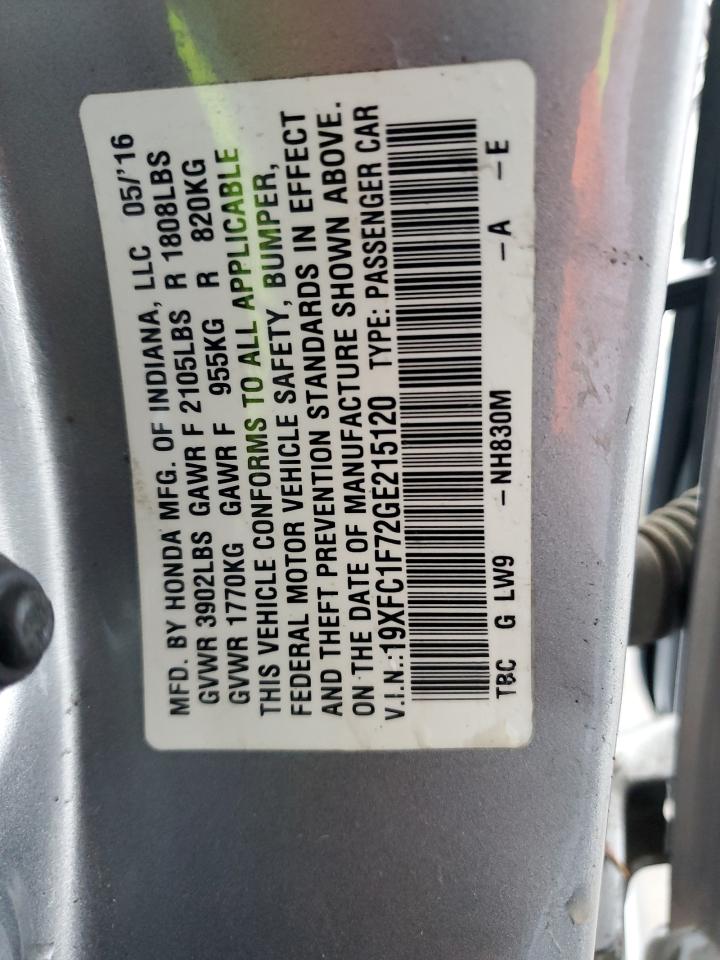 MFD. BY HONDA MFG. OF INDIANA, LLC 05/'16
GVWR 3902LBS GAWR F 2105LBS R 1808LBS
GVWR 1770KG GAWR F 955KG R 820KG
THIS VEHICLE CONFORMS TO ALL APPLICABLE
FEDERAL MOTOR VEHICLE SAFETY, BUMPER,
AND THEFT PREVENTION STANDARDS IN EFFECT
ON THE DATE OF MANUFACTURE SHOWN ABOVE.
V.I.N.:19XFC1F72GE215120 TYPE: PASSENGER CAR
TBC G LW9 -NH830M -A -E